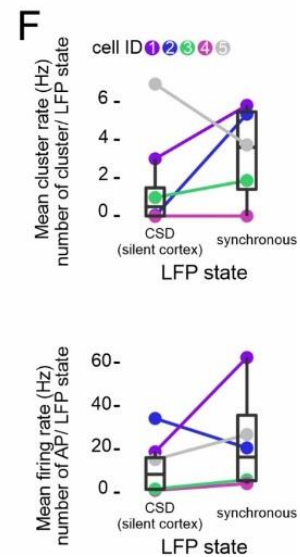 F
cell ID 1 2 3 4 5
Mean cluster rate (Hz)
number of cluster/ LFP state
6
4
2
0
CSD
(silent cortex)
synchronous
LFP state
Mean firing rate (Hz)
number of AP/ LFP state
60
40
20
0
CSD
(silent cortex)
synchronous
LFP state